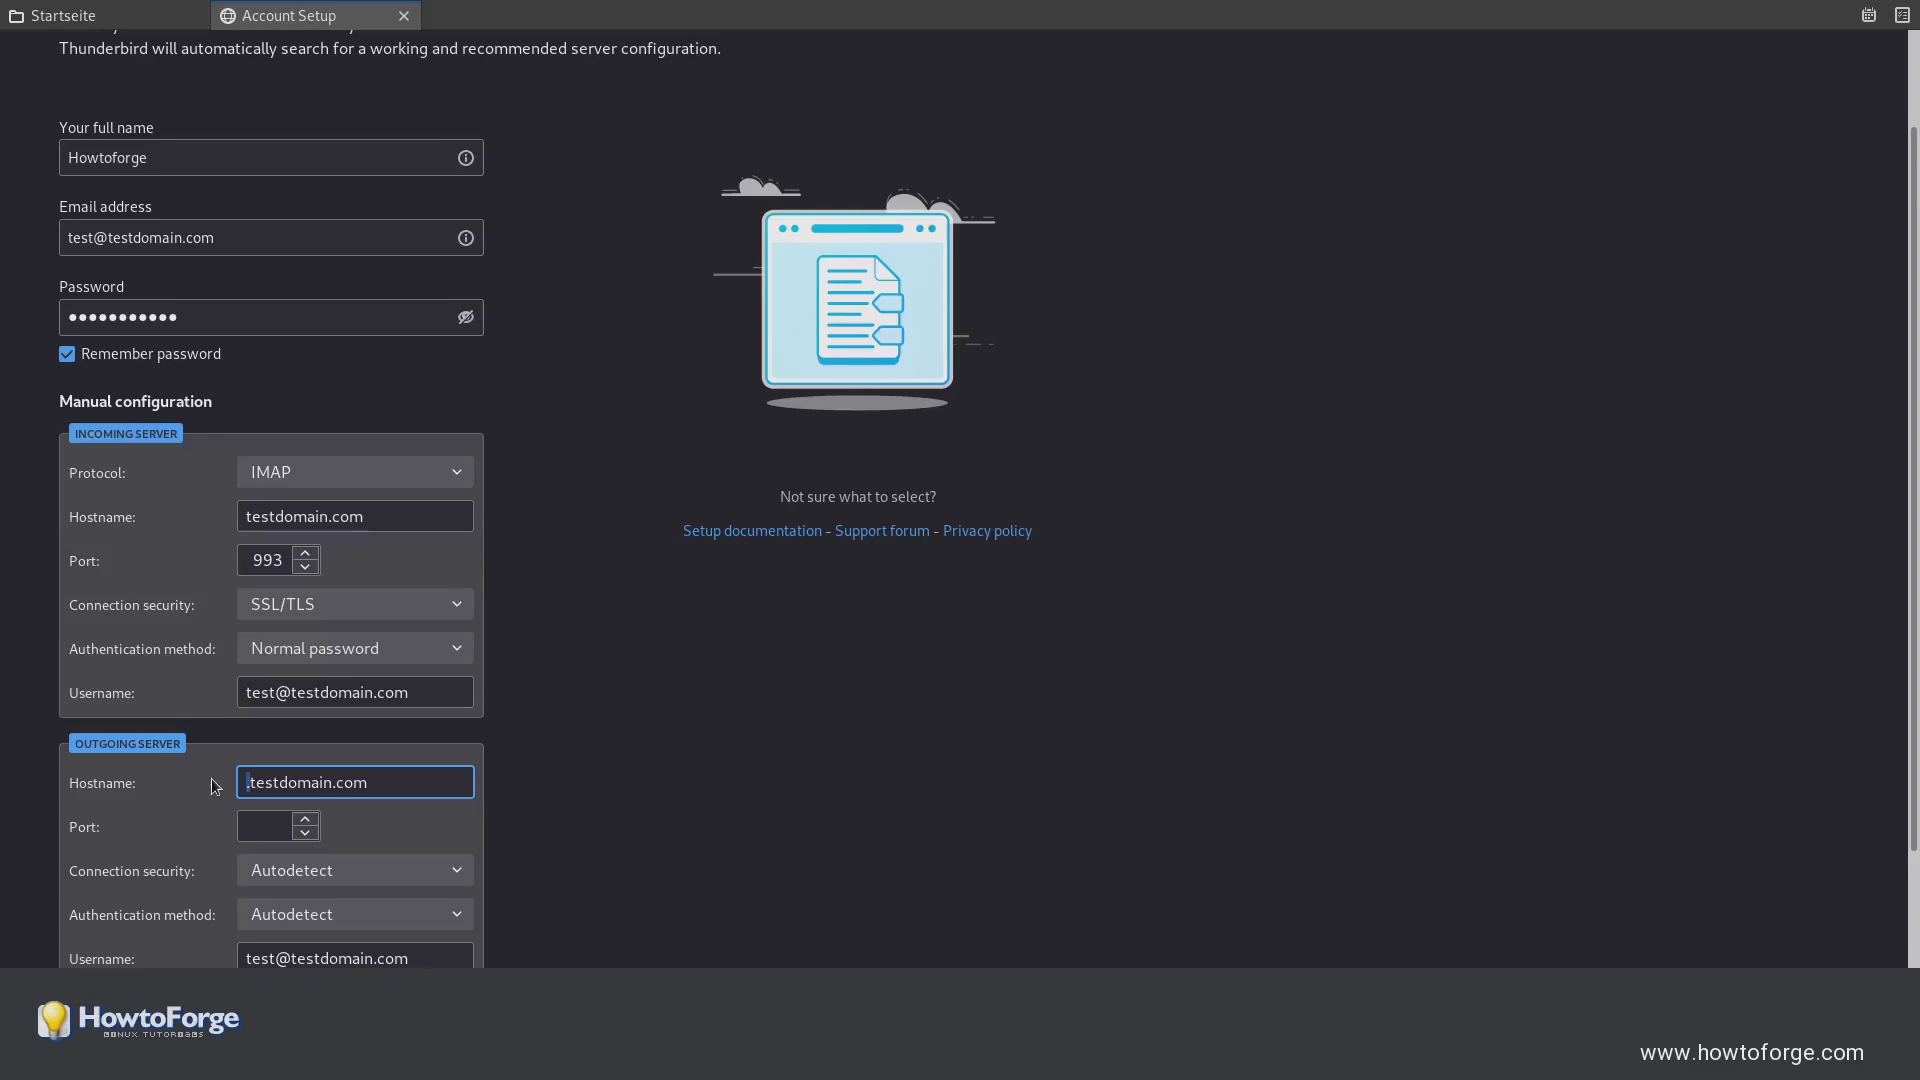 Startseite
Account Setup
Thunderbird will automatically search for a working and recommended server configuration.
Your full name
Howtoforge
Email address
test@testdomain.com
Password
●●●●●●●●●●●
Remember password
Manual configuration
INCOMING SERVER
Protocol: IMAP
Hostname: testdomain.com
Port: 993
Connection security: SSL/TLS
Authentication method: Normal password
Username: test@testdomain.com
OUTGOING SERVER
Hostname: .testdomain.com
Port:
Connection security: Autodetect
Authentication method: Autodetect
Username: test@testdomain.com
Not sure what to select?
Setup documentation - Support forum - Privacy policy
HowtoForge
LINUX TUTORIALS
www.howtoforge.com